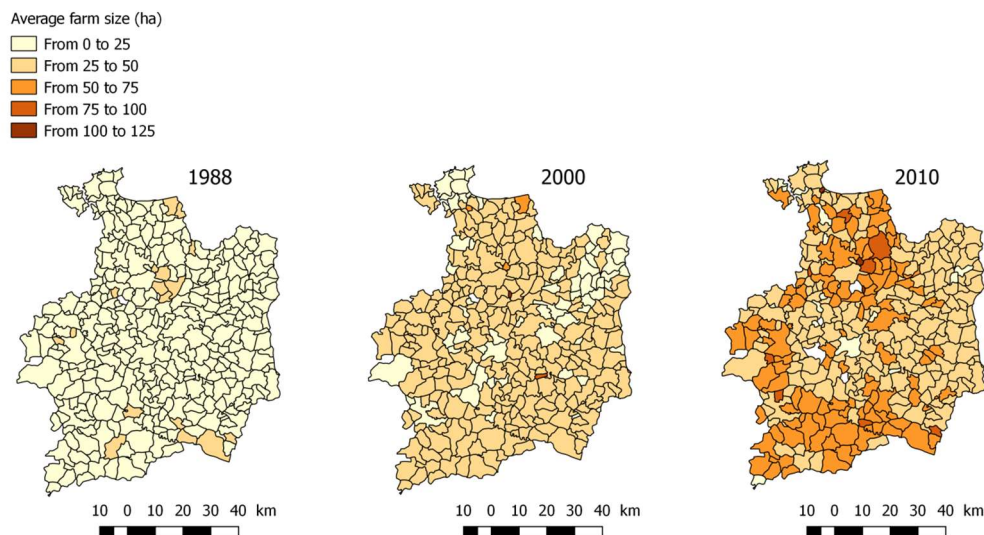 Average farm size (ha)
From 0 to 25
From 25 to 50
From 50 to 75
From 75 to 100
From 100 to 125
1988
2000
2010
10 0 10 20 30 40 km
10 0 10 20 30 40 km
10 0 10 20 30 40 km